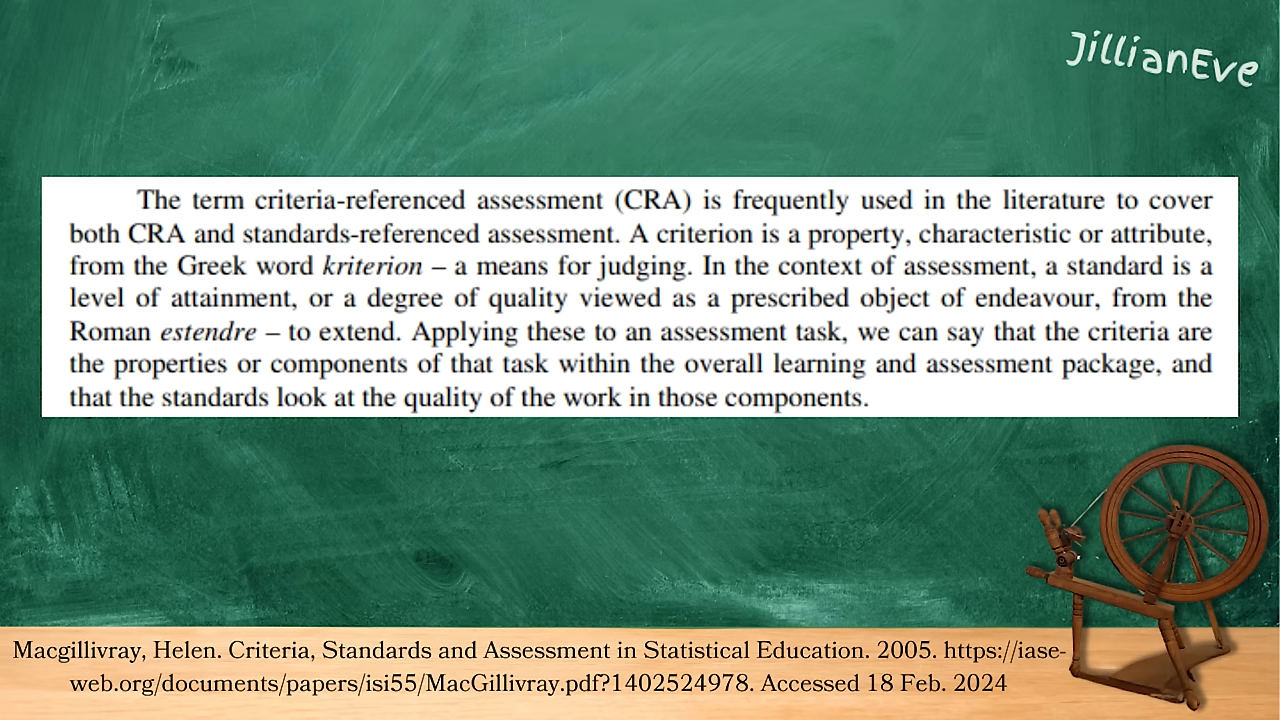 JillianEve
The term criteria-referenced assessment (CRA) is frequently used in the literature to cover
both CRA and standards-referenced assessment. A criterion is a property, characteristic or attribute,
from the Greek word kriterion – a means for judging. In the context of assessment, a standard is a
level of attainment, or a degree of quality viewed as a prescribed object of endeavour, from the
Roman estendre – to extend. Applying these to an assessment task, we can say that the criteria are
the properties or components of that task within the overall learning and assessment package, and
that the standards look at the quality of the work in those components.
Macgillivray, Helen. Criteria, Standards and Assessment in Statistical Education. 2005. https://iase-
web.org/documents/papers/isi55/MacGillivray.pdf?1402524978. Accessed 18 Feb. 2024